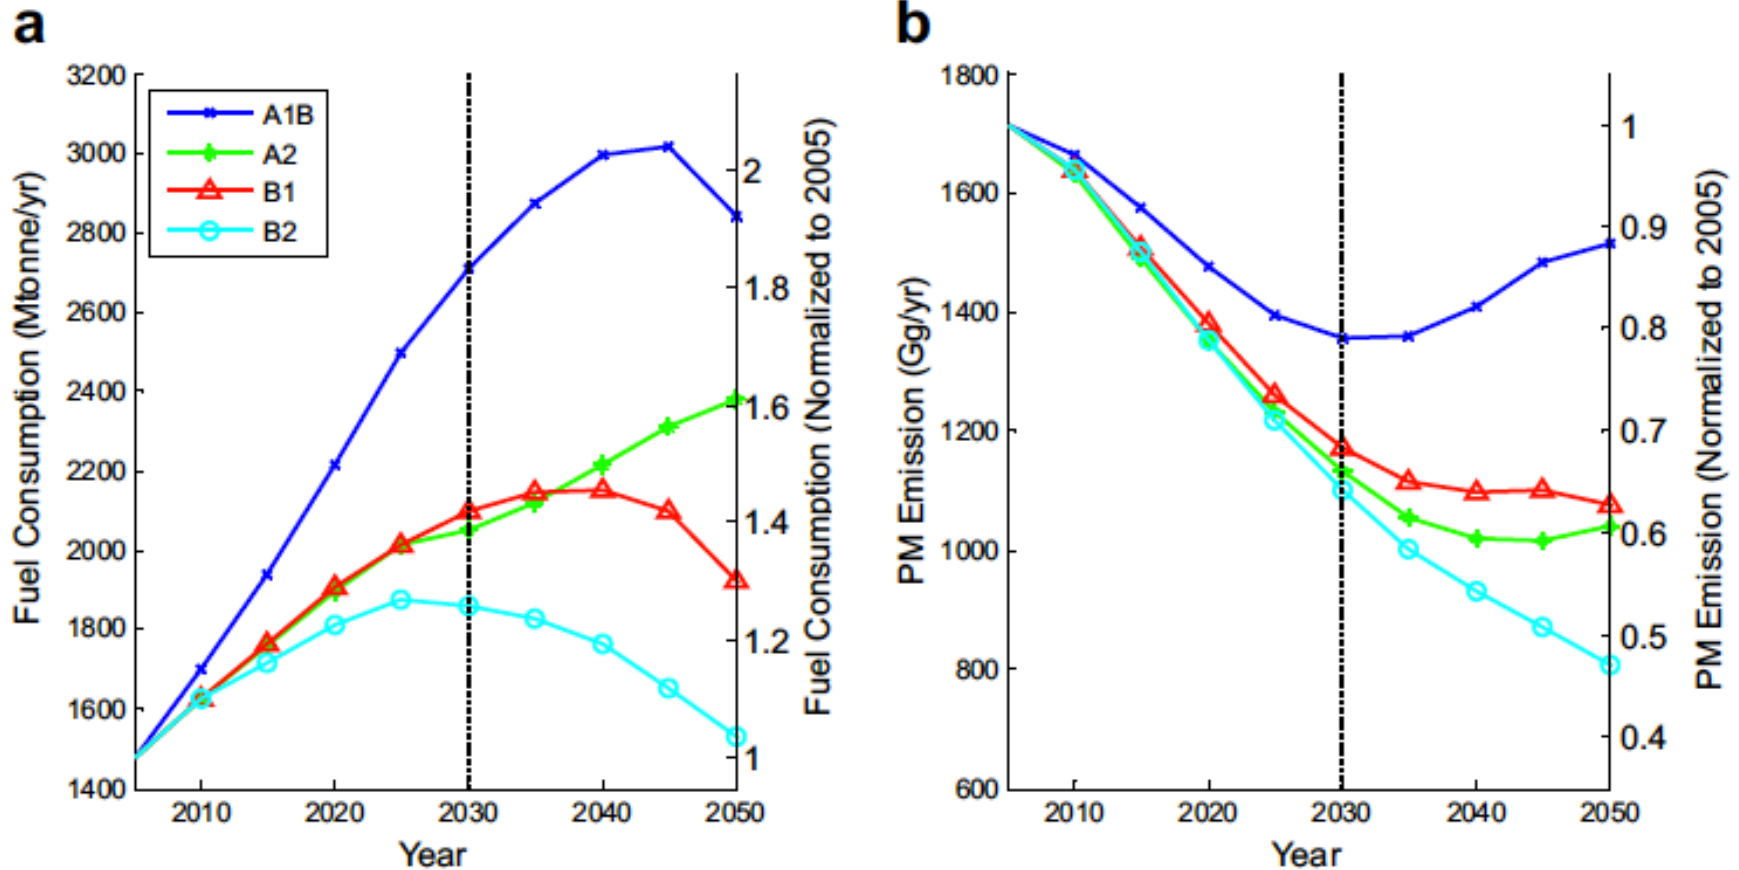 a
3200
3000
2800
2600
2400
2200
2000
1800
1600
1400
Fuel Consumption (Mtonne/yr)
A1B
A2
B1
B2
2
1.8
1.6
1.4
1.2
1
Fuel Consumption (Normalized to 2005)
2010 2020 2030 2040 2050
Year
b
1800
1600
1400
1200
1000
800
600
PM Emission (Gg/yr)
1
0.9
0.8
0.7
0.6
0.5
0.4
PM Emission (Normalized to 2005)
2010 2020 2030 2040 2050
Year